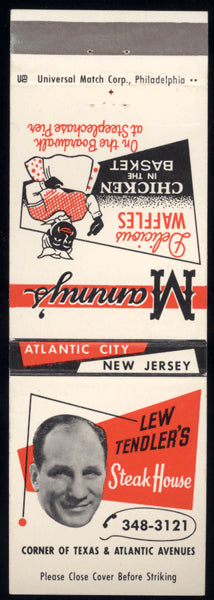 Universal Match Corp., Philadelphia
On the Boardwalk
at Steeplechase Pier
CHICKEN
IN THE
BASKET
Delicious
WAFFLES
Mammy's
ATLANTIC CITY
NEW JERSEY
LEW
TENDLER'S
Steak House
348-3121
CORNER OF TEXAS & ATLANTIC AVENUES
Please Close Cover Before Striking